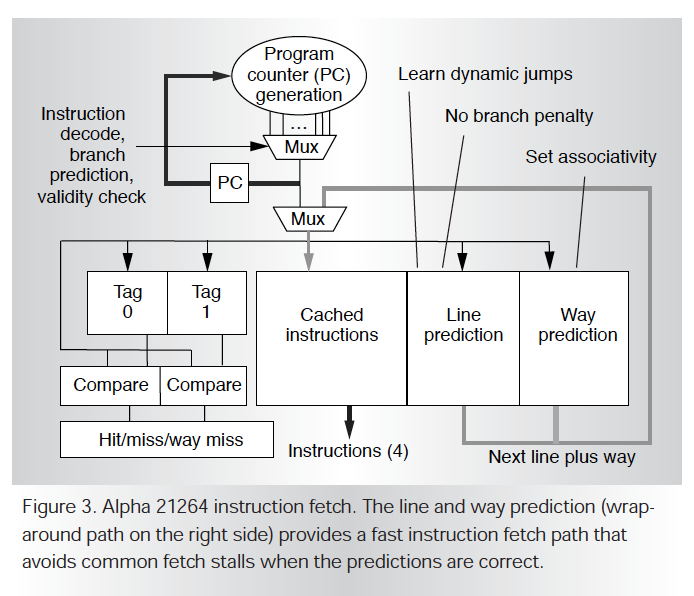 Program
counter (PC)
generation
...
Mux
Learn dynamic jumps
No branch penalty
Set associativity
Instruction
decode,
branch
prediction,
validity check
PC
Mux
Tag
0
Tag
1
Cached
instructions
Line
prediction
Way
prediction
Compare
Compare
Hit/miss/way miss
Instructions (4)
Next line plus way
Figure 3. Alpha 21264 instruction fetch. The line and way prediction (wrap-
around path on the right side) provides a fast instruction fetch path that
avoids common fetch stalls when the predictions are correct.